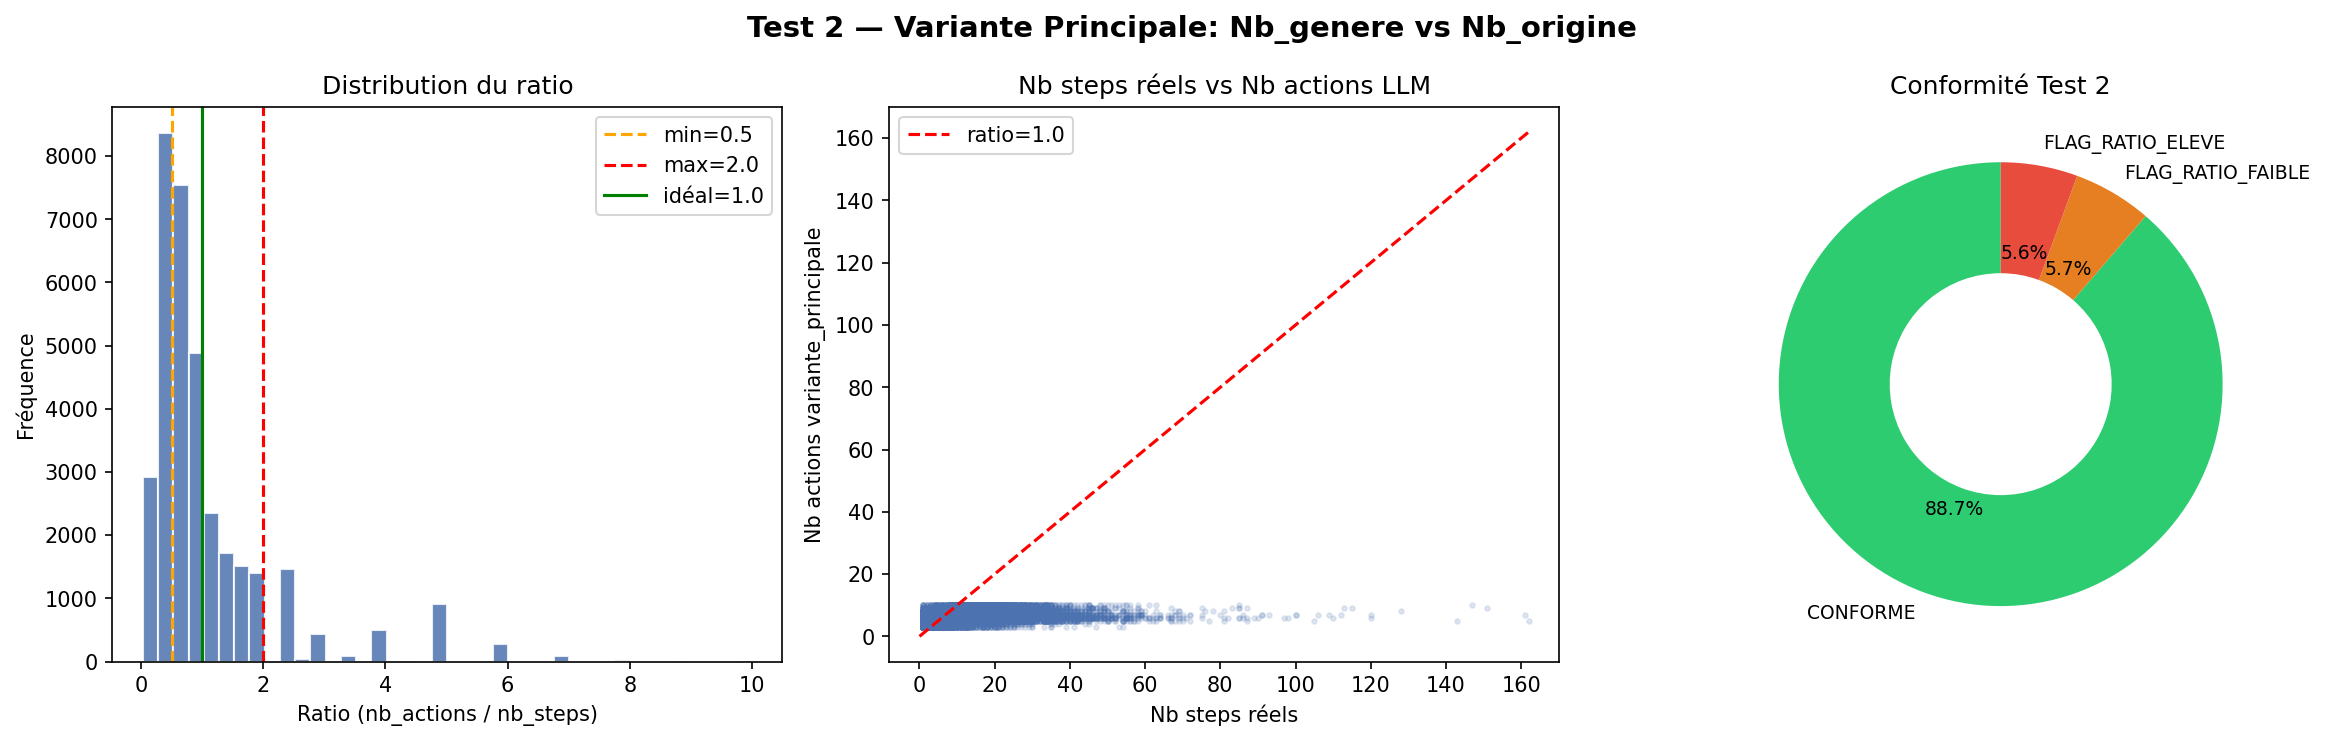 Test 2 — Variante Principale: Nb_genere vs Nb_origine
Distribution du ratio
Fréquence
8000
7000
6000
5000
4000
3000
2000
1000
0
0
2
4
6
8
10
Ratio (nb_actions / nb_steps)
min=0.5
max=2.0
idéal=1.0
Nb steps réels vs Nb actions LLM
Nb actions variante_principale
160
140
120
100
80
60
40
20
0
0
20
40
60
80
100
120
140
160
Nb steps réels
ratio=1.0
Conformité Test 2
FLAG_RATIO_ELEVE
FLAG_RATIO_FAIBLE
5.6%
5.7%
88.7%
CONFORME